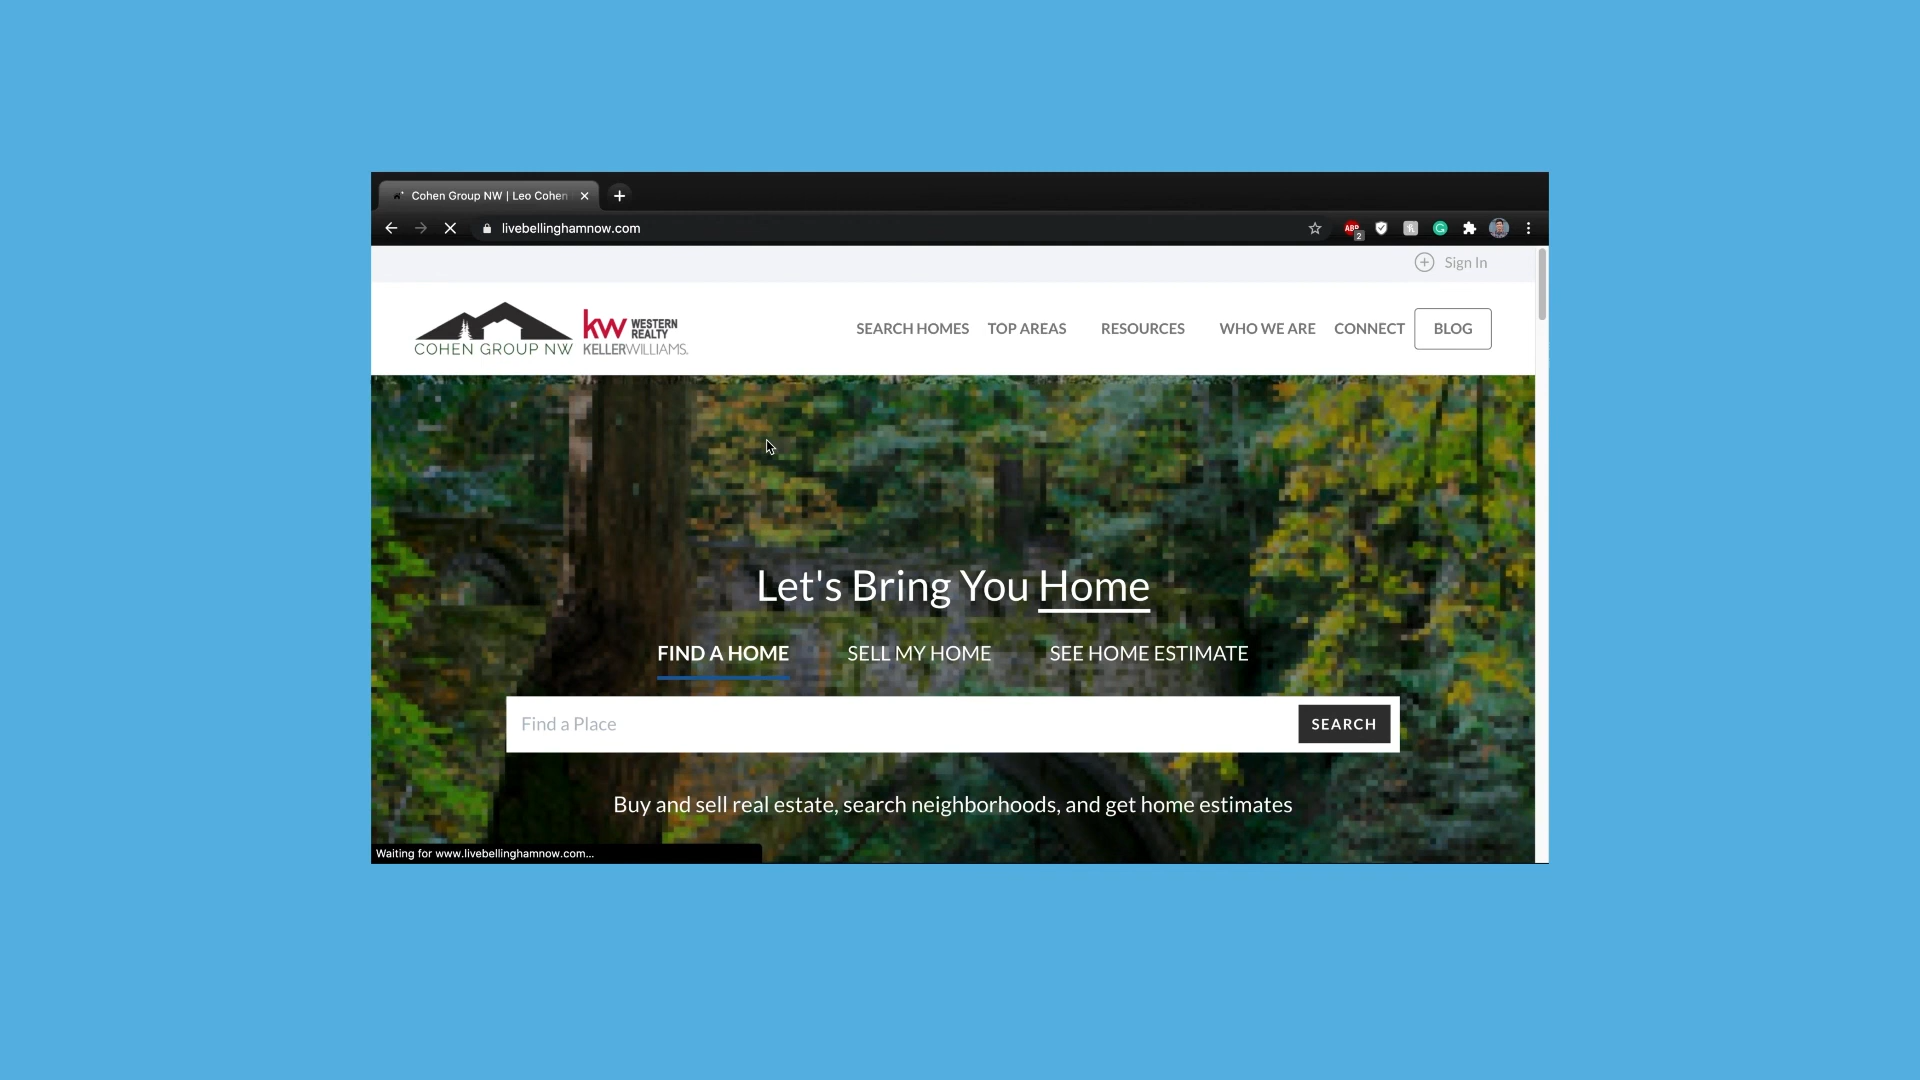 Cohen Group NW | Leo Cohen
livebellinghamnow.com
ABP
2
Sign In
COHEN GROUP NW
kw WESTERN REALTY
KELLERWILLIAMS.
SEARCH HOMES TOP AREAS RESOURCES WHO WE ARE CONNECT BLOG
Let's Bring You Home
FIND A HOME SELL MY HOME SEE HOME ESTIMATE
Find a Place SEARCH
Buy and sell real estate, search neighborhoods, and get home estimates
Waiting for www.livebellinghamnow.com...